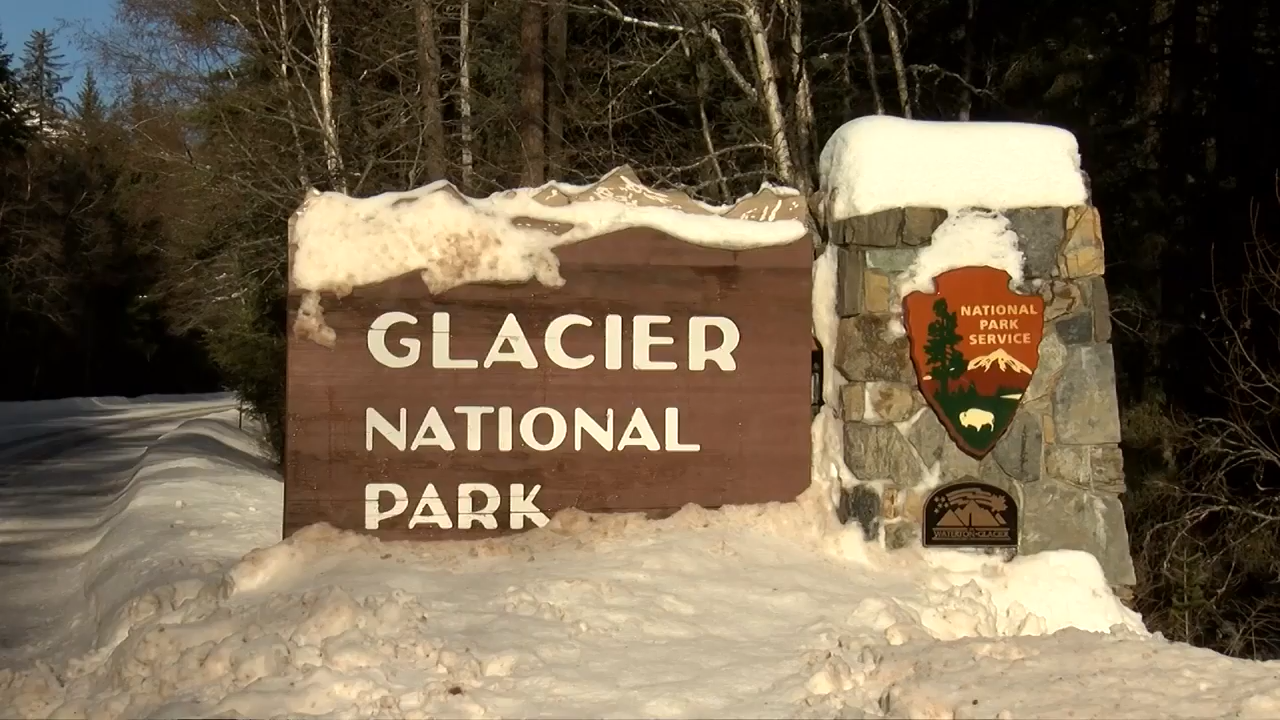 GLACIER
NATIONAL
PARK
NATIONAL
PARK
SERVICE
WATERTON-GLACIER